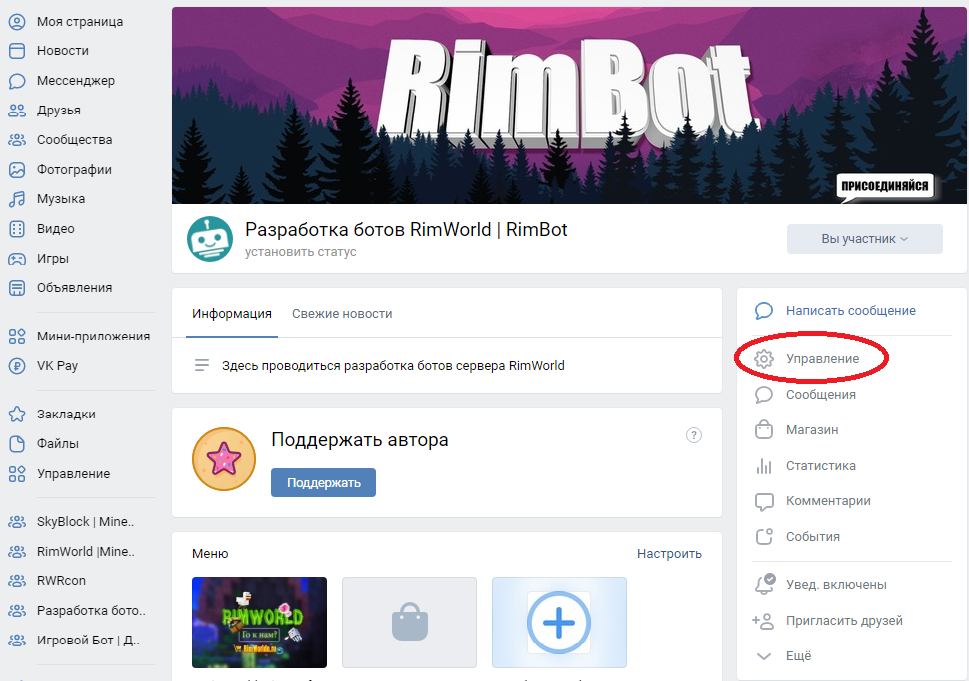 Моя страница
Новости
Мессенджер
Друзья
Сообщества
Фотографии
Музыка
Видео
Игры
Объявления
Мини-приложения
VK Pay
Закладки
Файлы
Управление
SkyBlock | Mine..
RimWorld |Mine..
RWRcon
Разработка бото..
Игровой Бот | Д..
RimBot
ПРИСОЕДИНЯЙСЯ
Разработка ботов RimWorld | RimBot
установить статус
Вы участник
Информация
Свежие новости
Здесь проводиться разработка ботов сервера RimWorld
Поддержать автора
?
Поддержать
Меню
Настроить
RIMWORLD
Го к нам?
Написать сообщение
Управление
Сообщения
Магазин
Статистика
Комментарии
События
Увед. включены
Пригласить друзей
Ещё